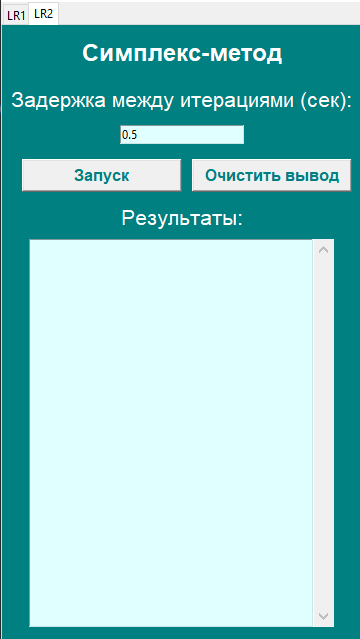 LR1 LR2
Симплекс-метод
Задержка между итерациями (сек):
0.5
Запуск Очистить вывод
Результаты: